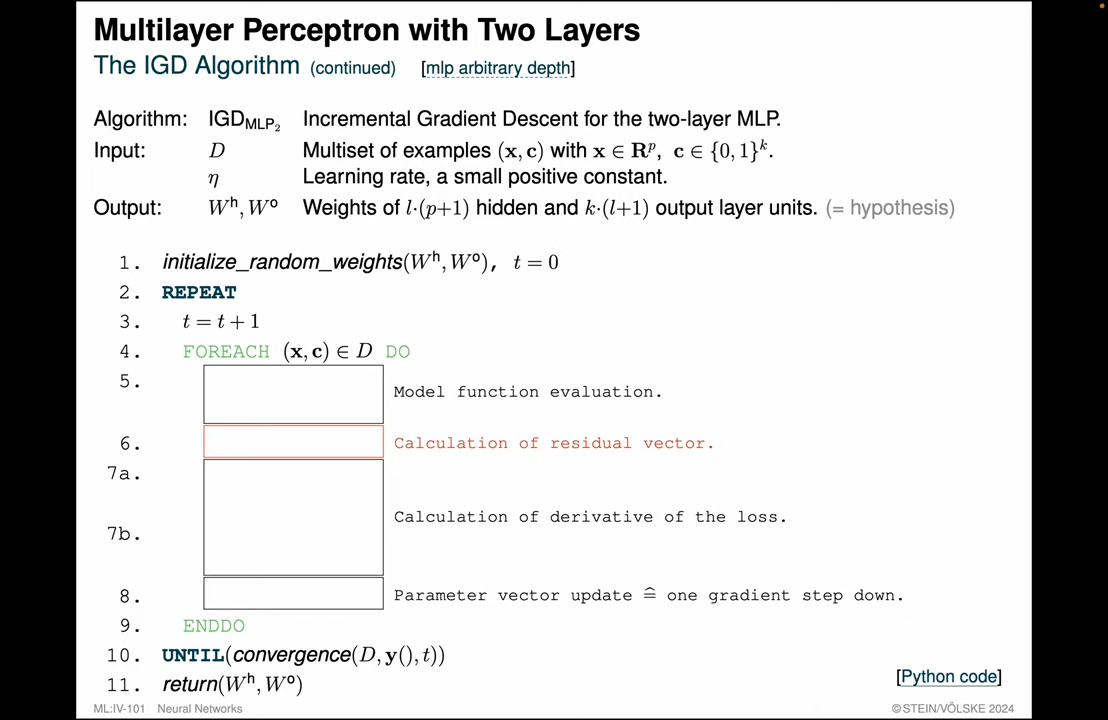 Multilayer Perceptron with Two Layers
The IGD Algorithm (continued) [mlp arbitrary depth]
Algorithm: IGD_MLP₂ Incremental Gradient Descent for the two-layer MLP.
Input: D Multiset of examples (x, c) with x ∈ R^p, c ∈ {0, 1}^k.
η Learning rate, a small positive constant.
Output: W^h, W^o Weights of l·(p+1) hidden and k·(l+1) output layer units. (= hypothesis)
1. initialize_random_weights(W^h, W^o), t = 0
2. REPEAT
3. t = t + 1
4. FOREACH (x, c) ∈ D DO
5. Model function evaluation.
6. Calculation of residual vector.
7a.
Calculation of derivative of the loss.
7b.
8. Parameter vector update ≙ one gradient step down.
9. ENDDO
10. UNTIL(convergence(D, y(), t))
11. return(W^h, W^o)
[Python code]
ML:IV-101 Neural Networks ©STEIN/VÖLSKE 2024